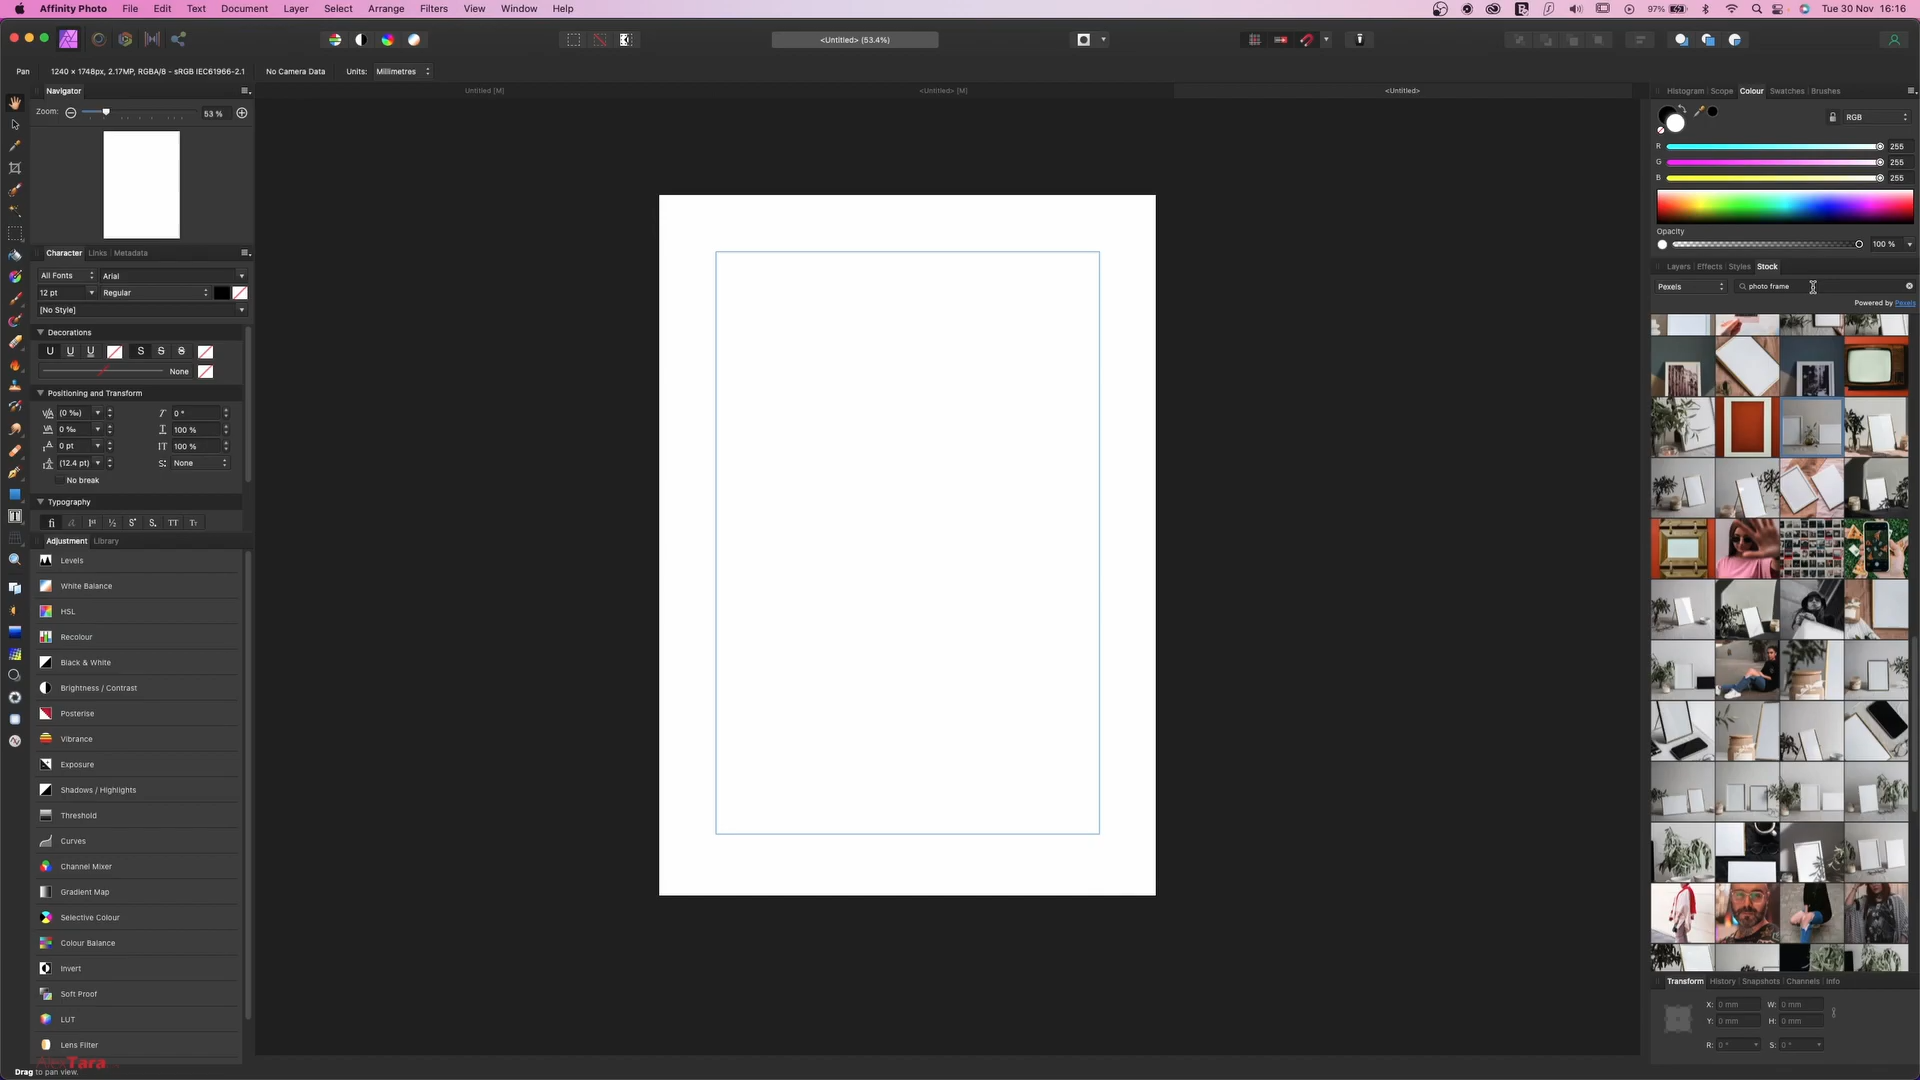 Affinity Photo File Edit Text Document Layer Select Arrange Filters View Window Help 97% Tue 30 Nov 16:16
<Untitled> (53.4%)
Pan 1240 × 1748px, 2.17MP, RGBA/8 - sRGB IEC61966-2.1 No Camera Data Units: Millimetres
Navigator
Untitled [M] <Untitled> [M] <Untitled>
Histogram Scope Colour Swatches Brushes
Zoom: 53 %
RGB
R 255
G 255
B 255
Opacity
100 %
Character Links Metadata
Layers Effects Styles Stock
All Fonts Arial
Pexels photo frame
12 pt Regular
Powered by Pexels
[No Style]
Decorations
U U U S S S
None
Positioning and Transform
(0 ‰) 0 °
0 ‰ 100 %
0 pt 100 %
(12.4 pt) S: None
No break
Typography
fi a 1st ½ S Sₓ TT Tt
Adjustment Library
Levels
White Balance
HSL
Recolour
Black & White
Brightness / Contrast
Posterise
Vibrance
Exposure
Shadows / Highlights
Threshold
Curves
Channel Mixer
Gradient Map
Selective Colour
Colour Balance
Invert
Soft Proof
LUT
Lens Filter
Transform History Snapshots Channels Info
X: 0 mm W: 0 mm
Y: 0 mm H: 0 mm
R: 0 ° S: 0 °
AlexTara
Drag to pan view.